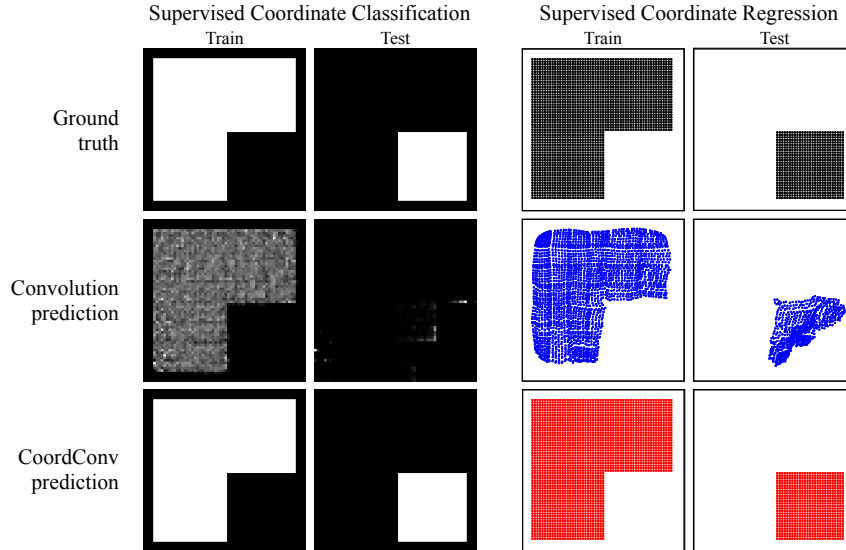 Supervised Coordinate Classification
Supervised Coordinate Regression
Train
Test
Train
Test
Ground
truth
Convolution
prediction
CoordConv
prediction